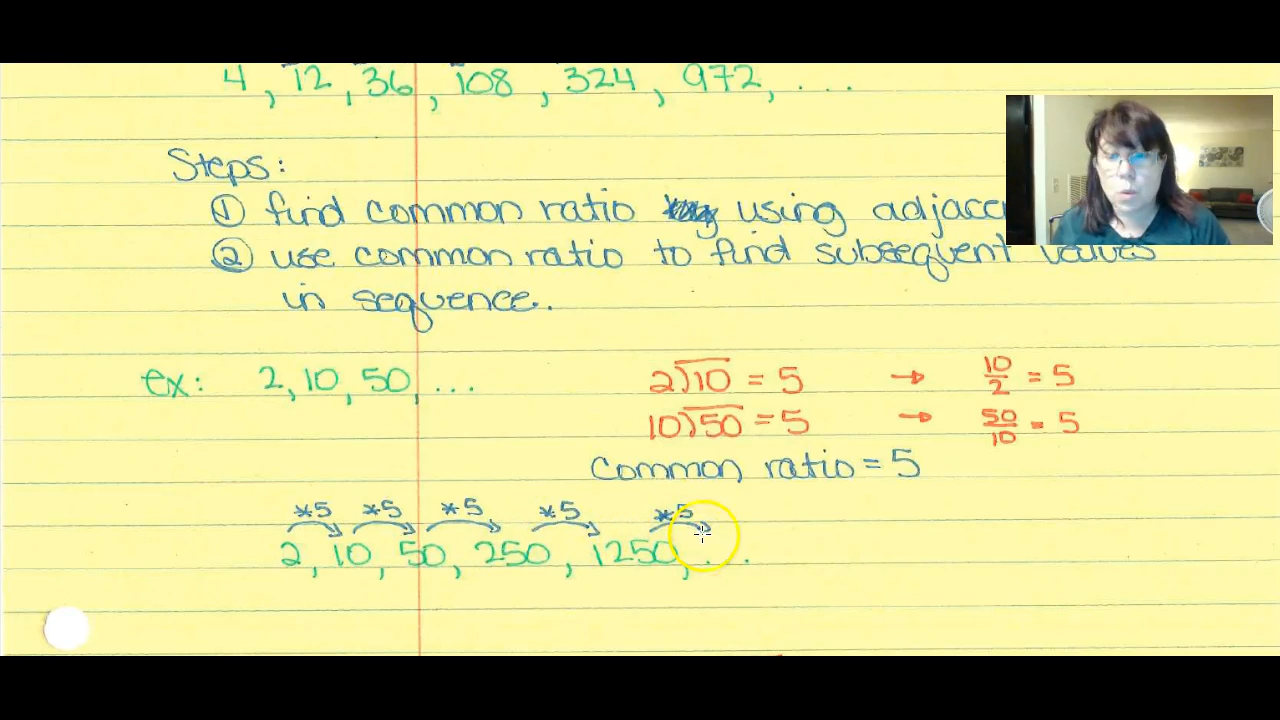 4, 12, 36, 108, 324, 972, ...
Steps:
① find common ratio using
② use common ratio to find subsequent values
in sequence.
ex: 2, 10, 50, ... 2)10 = 5 → 10/2 = 5
10)50 = 5 → 50/10 = 5
common ratio = 5
*5 *5 *5 *5 *5
2, 10, 50, 250, 1250, ...